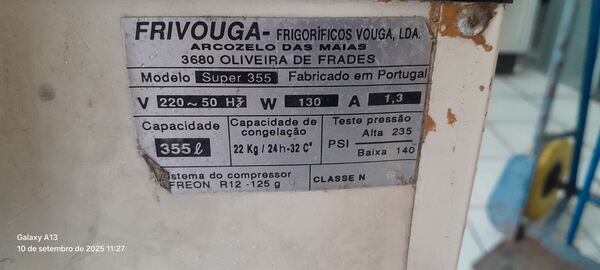 FRIVOUGA- FRIGORÍFICOS VOUGA, LDA.
ARCOZELO DAS MAIAS
3680 OLIVEIRA DE FRADES
Modelo Super 355 Fabricado em Portugal
V 220~50 HZ W 130 A 1,3
Capacidade
355ℓ
Capacidade de
congelação
22 Kg / 24h-32 C°
Teste pressão
PSI
Alta 235
Baixa 140
istema do compressor
FREON R12 -125 g
CLASSE N
Galaxy A13
10 de setembro de 2025 11:27